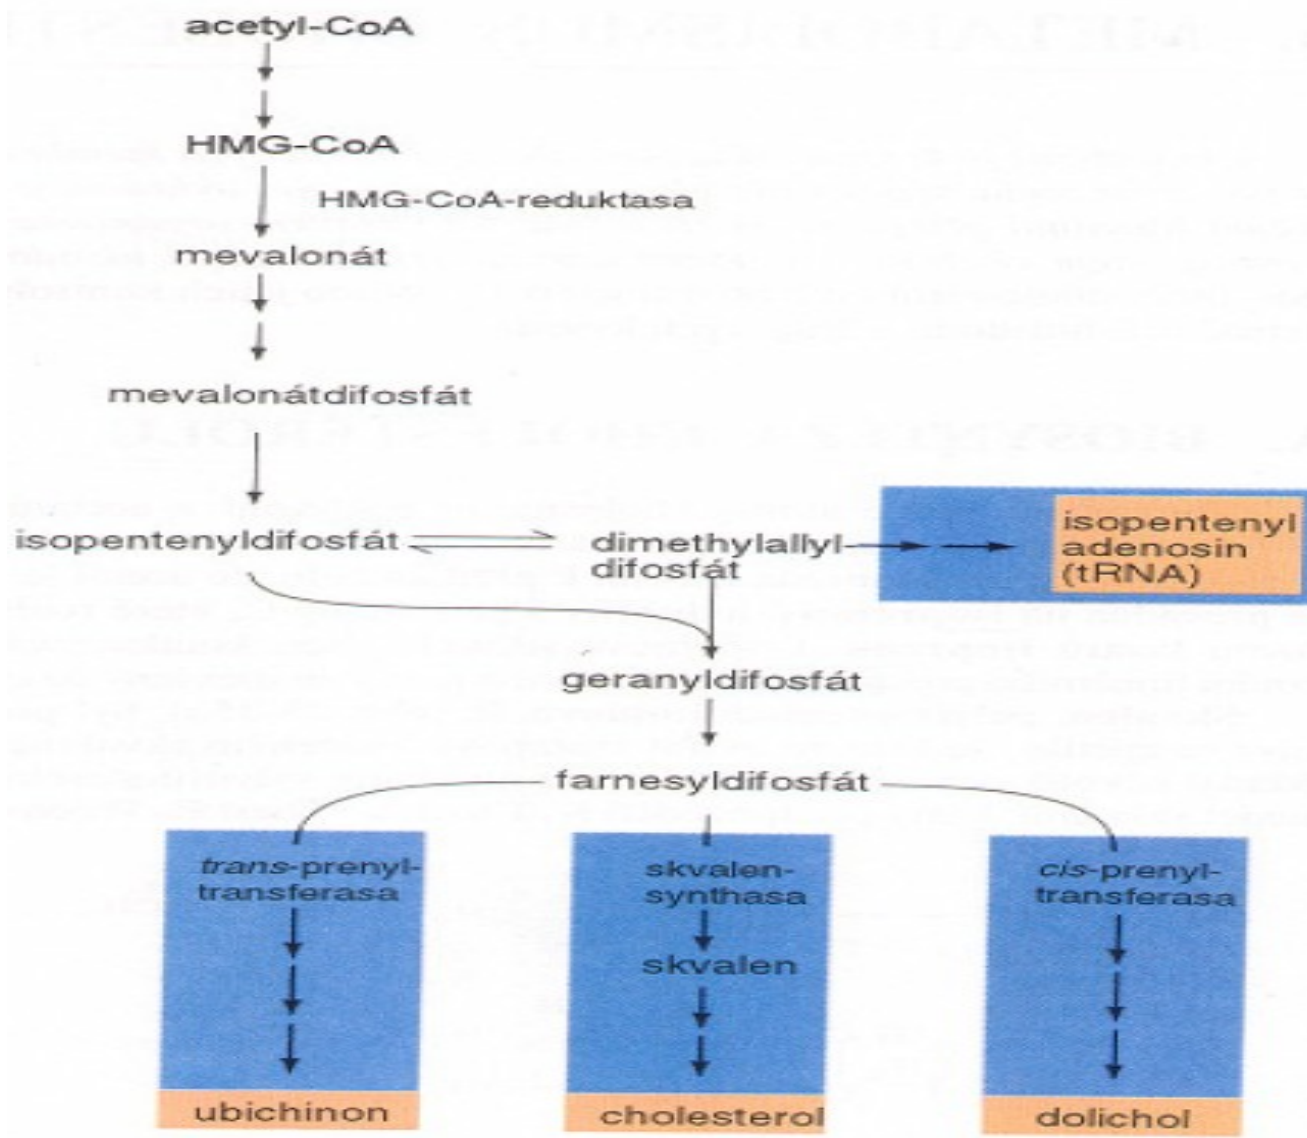 acetyl-CoA
HMG-CoA
HMG-CoA-reduktasa
mevalonát
mevalonátdifosfát
isopentenyldifosfát
dimethylallyl-
difosfát
isopentenyl
adenosin
(tRNA)
geranyldifosfát
farnesyldifosfát
trans-prenyl-
transferasa
skvalen-
synthasa
skvalen
cis-prenyl-
transferasa
ubichinon
cholesterol
dolichol